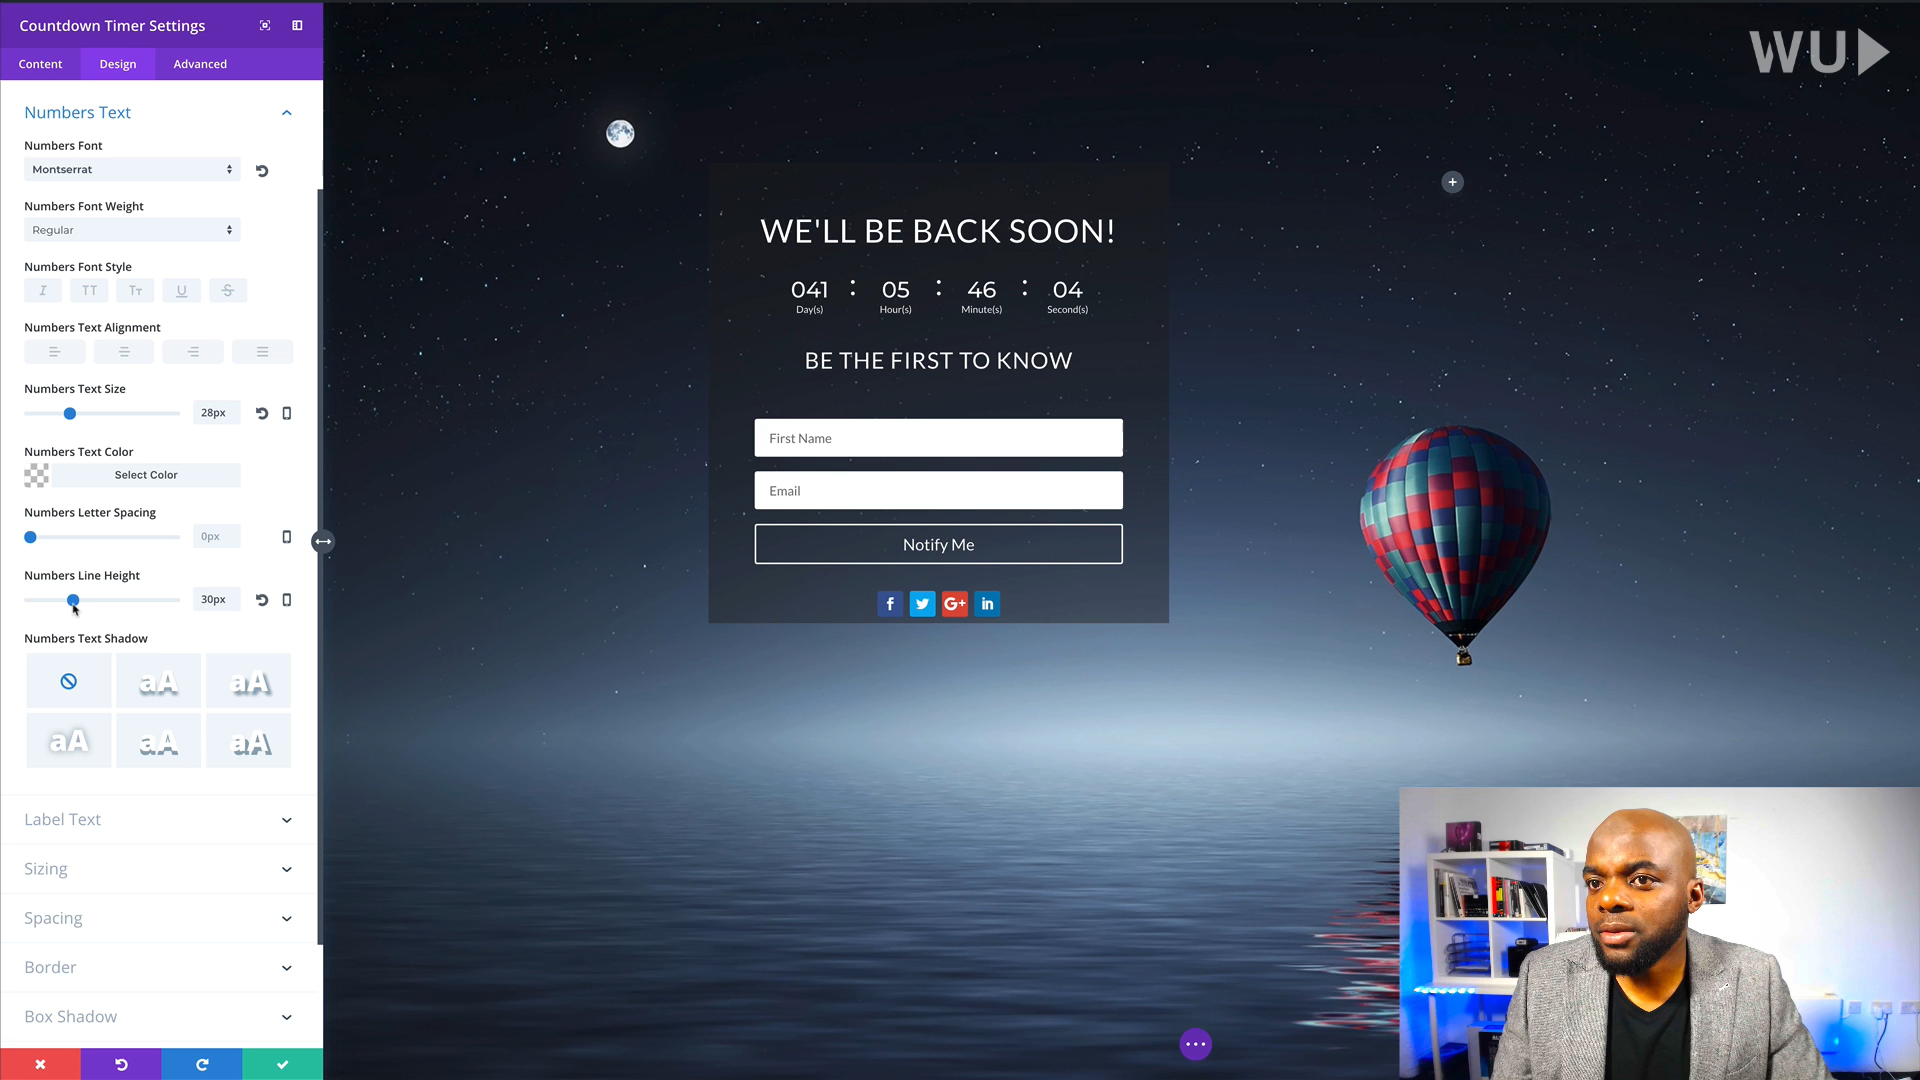 Countdown Timer Settings
Content Design Advanced
Numbers Text
Numbers Font
Montserrat
Numbers Font Weight
Regular
Numbers Font Style
I TT Tт U S
Numbers Text Alignment
Numbers Text Size
28px
Numbers Text Color
Select Color
Numbers Letter Spacing
0px
Numbers Line Height
30px
Numbers Text Shadow
aA aA
aA aA aA
Label Text
Sizing
Spacing
Border
Box Shadow
WU
WE'LL BE BACK SOON!
041 : 05 : 46 : 04
Day(s) Hour(s) Minute(s) Second(s)
BE THE FIRST TO KNOW
First Name
Email
Notify Me
f G+ in